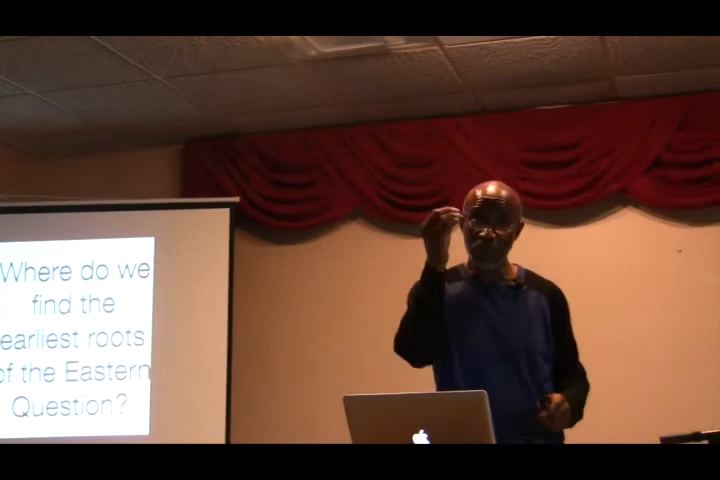 Where do we
find the
earliest roots
of the Eastern
Question?